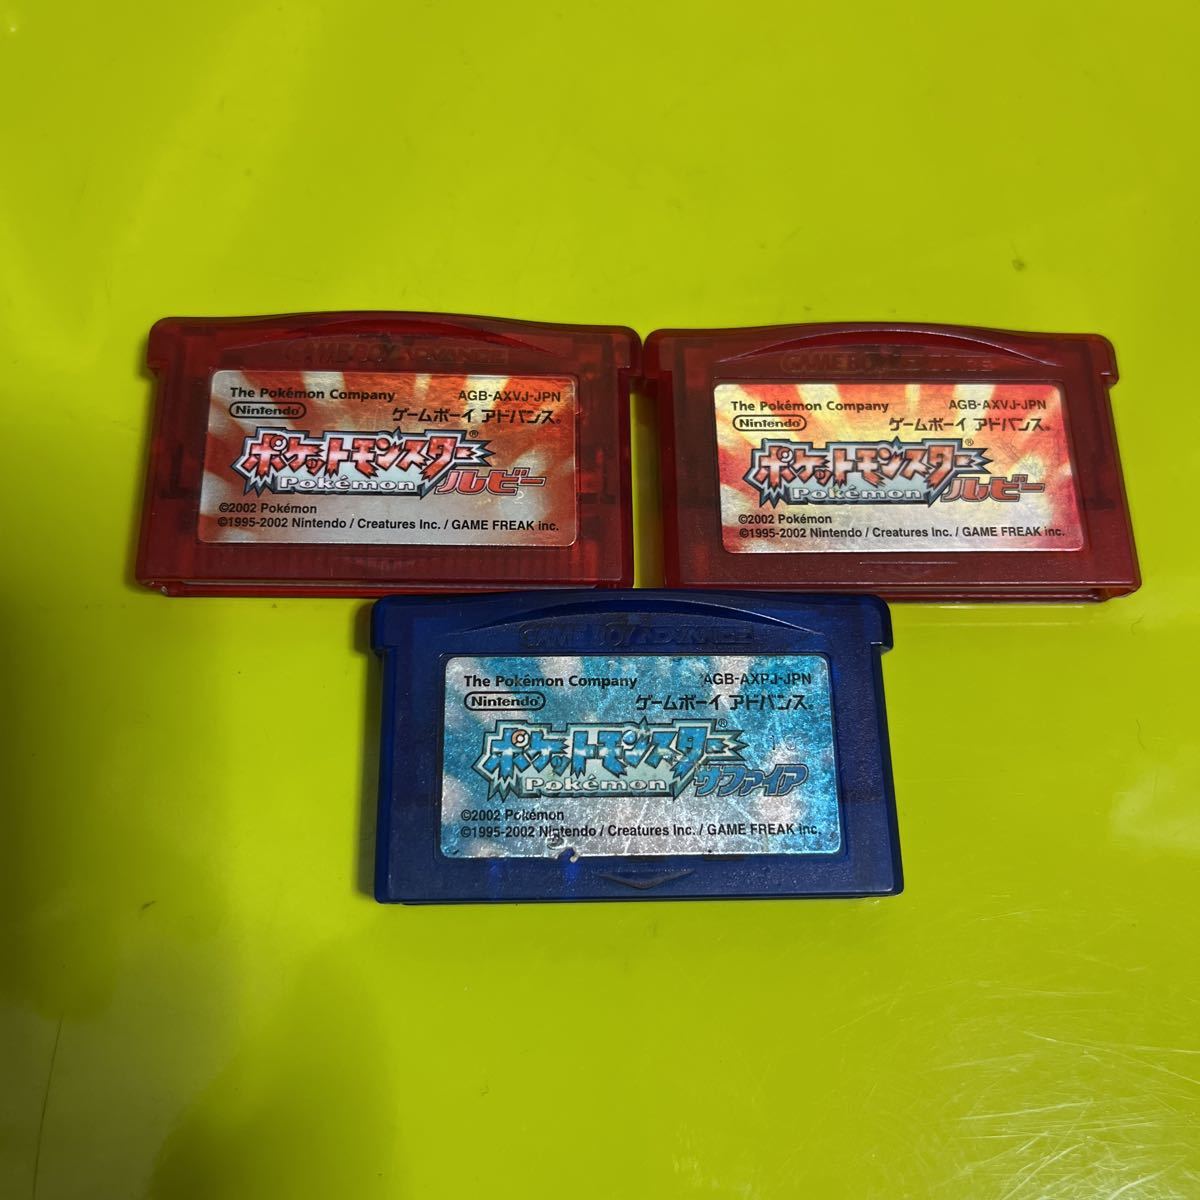 GAME BOY ADVANCE
The Pokémon Company AGB-AXVJ-JPN
Nintendo ゲームボーイ アドバンス®
ポケットモンスター®
Pokémon ルビー
©2002 Pokémon
©1995-2002 Nintendo / Creatures Inc. / GAME FREAK inc.
GAME BOY ADVANCE
The Pokémon Company AGB-AXVJ-JPN
Nintendo ゲームボーイ アドバンス®
ポケットモンスター®
Pokémon ルビー
©2002 Pokémon
©1995-2002 Nintendo / Creatures Inc. / GAME FREAK inc.
GAME BOY ADVANCE
The Pokémon Company AGB-AXPJ-JPN
Nintendo ゲームボーイ アドバンス®
ポケットモンスター®
Pokémon サファイア
©2002 Pokémon
©1995-2002 Nintendo / Creatures Inc. / GAME FREAK inc.